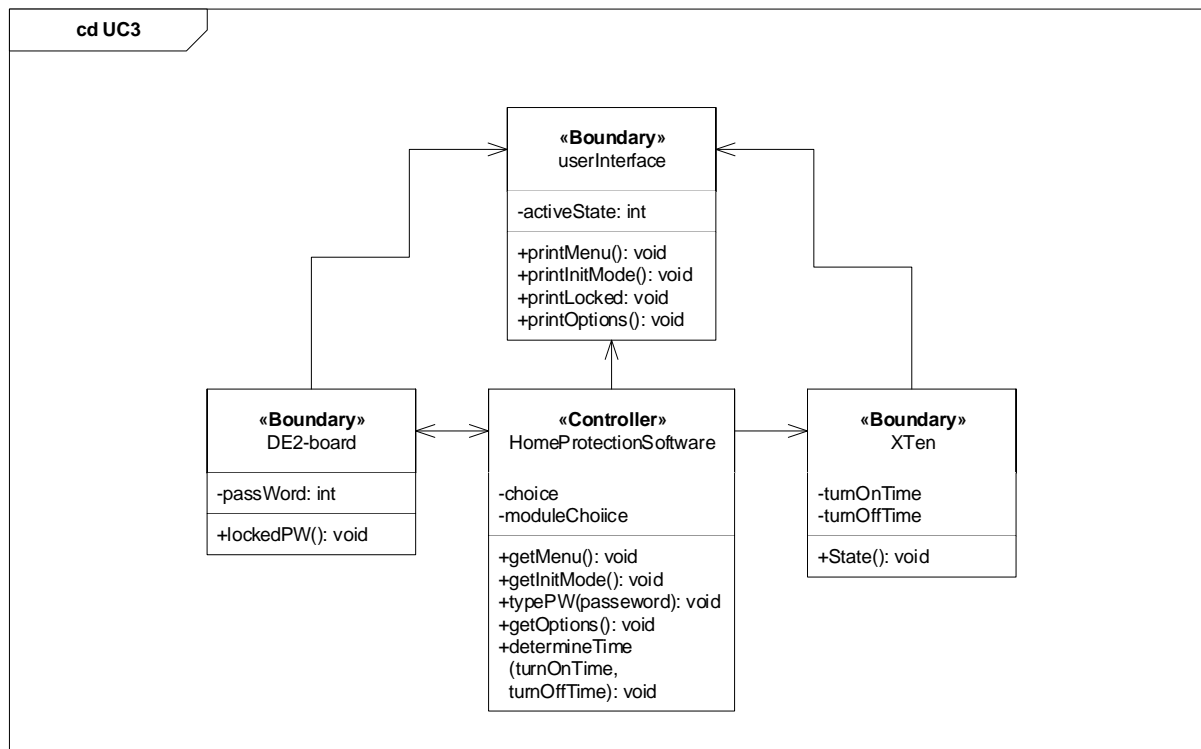 cd UC3
«Boundary»
userInterface
-activeState: int
+printMenu(): void
+printInitMode(): void
+printLocked: void
+printOptions(): void
«Boundary»
DE2-board
-passWord: int
+lockedPW(): void
«Controller»
HomeProtectionSoftware
-choice
-moduleChoiice
+getMenu(): void
+getInitMode(): void
+typePW(passeword): void
+getOptions(): void
+determineTime
(turnOnTime,
turnOffTime): void
«Boundary»
XTen
-turnOnTime
-turnOffTime
+State(): void